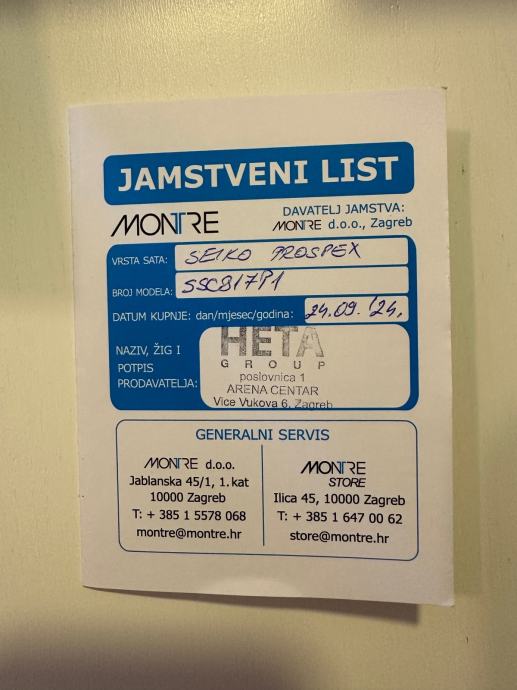 JAMSTVENI LIST
MONTRE
DAVATELJ JAMSTVA:
MONTRE d.o.o., Zagreb
VRSTA SATA: SEIKO PROSPEX
BROJ MODELA: SSC817P1
DATUM KUPNJE: dan/mjesec/godina: 24.09.'24.
NAZIV, ŽIG I
POTPIS
PRODAVATELJA:
HETA
GROUP
poslovnica 1
ARENA CENTAR
Vice Vukova 6, Zagreb
GENERALNI SERVIS
MONTRE d.o.o.
Jablanska 45/1, 1.kat
10000 Zagreb
T: + 385 1 5578 068
montre@montre.hr
MONTRE
STORE
Ilica 45, 10000 Zagreb
T: + 385 1 647 00 62
store@montre.hr